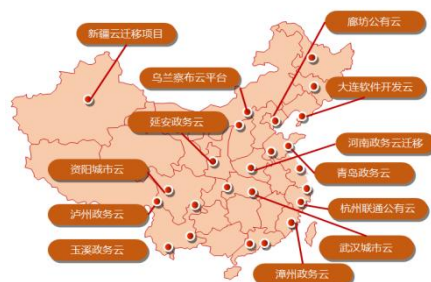 廊坊公有云
新疆云迁移项目
乌兰察布云平台
大连软件开发云
延安政务云
河南政务云迁移
资阳城市云
青岛政务云
泸州政务云
杭州联通公有云
玉溪政务云
武汉城市云
漳州政务云